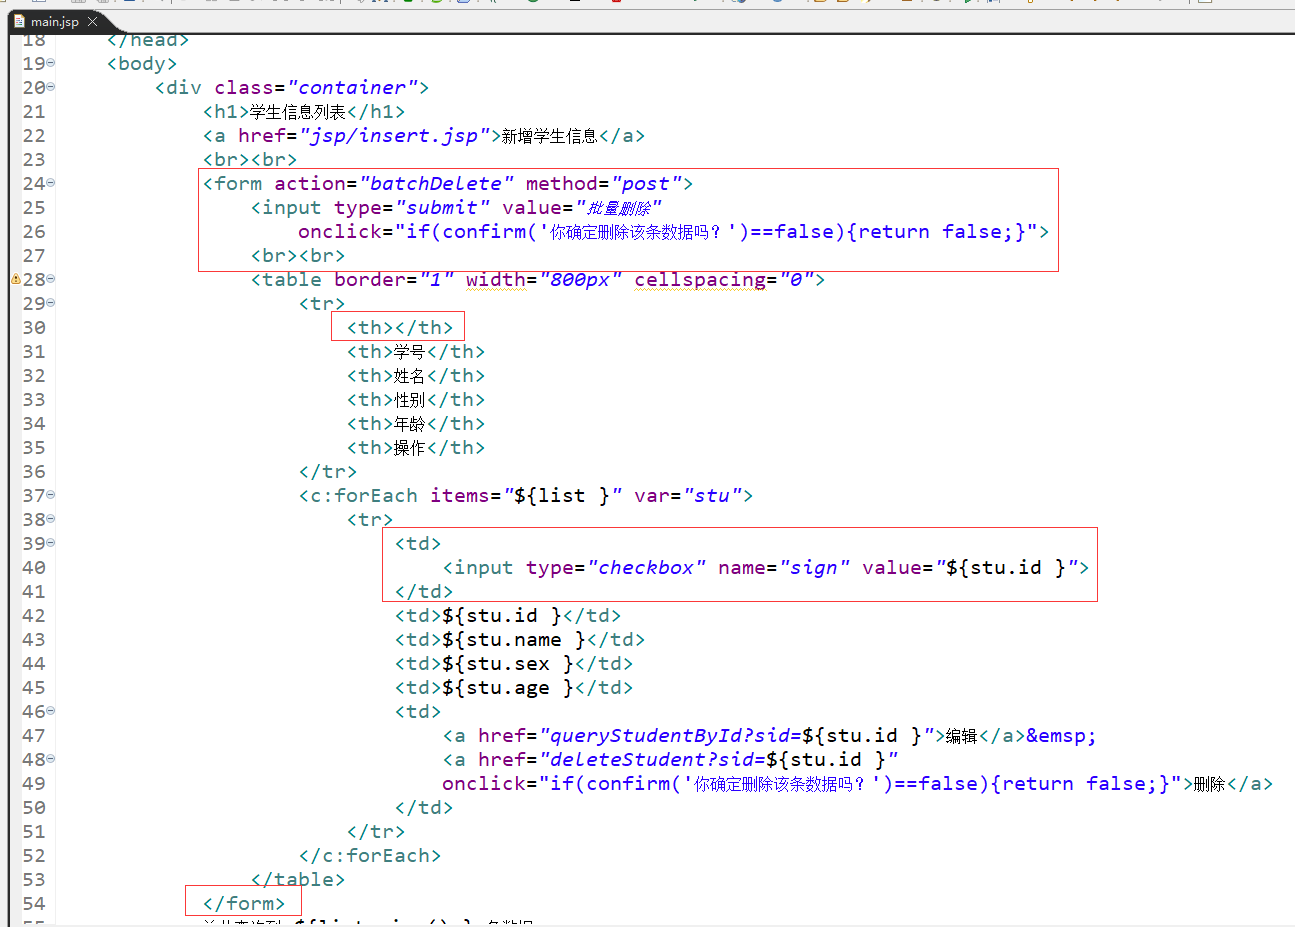 main.jsp
18 </head>
19 <body>
20 <div class="container">
21 <h1>学生信息列表</h1>
22 <a href="jsp/insert.jsp">新增学生信息</a>
23 <br><br>
24 <form action="batchDelete" method="post">
25 <input type="submit" value="批量删除"
26 onclick="if(confirm('你确定删除该条数据吗？')==false){return false;}">
27 <br><br>
28 <table border="1" width="800px" cellspacing="0">
29 <tr>
30 <th></th>
31 <th>学号</th>
32 <th>姓名</th>
33 <th>性别</th>
34 <th>年龄</th>
35 <th>操作</th>
36 </tr>
37 <c:forEach items="${list }" var="stu">
38 <tr>
39 <td>
40 <input type="checkbox" name="sign" value="${stu.id }">
41 </td>
42 <td>${stu.id }</td>
43 <td>${stu.name }</td>
44 <td>${stu.sex }</td>
45 <td>${stu.age }</td>
46 <td>
47 <a href="queryStudentById?sid=${stu.id }">编辑</a>&emsp;
48 <a href="deleteStudent?sid=${stu.id }"
49 onclick="if(confirm('你确定删除该条数据吗？')==false){return false;}">删除</a>
50 </td>
51 </tr>
52 </c:forEach>
53 </table>
54 </form>